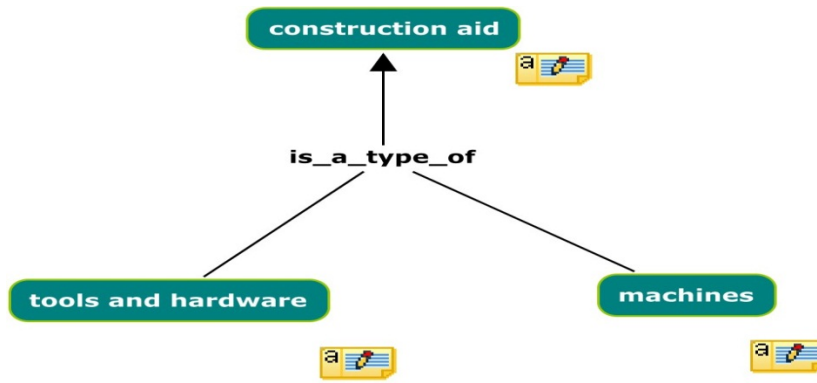 construction aid
a
is_a_type_of
tools and hardware
machines
a
a